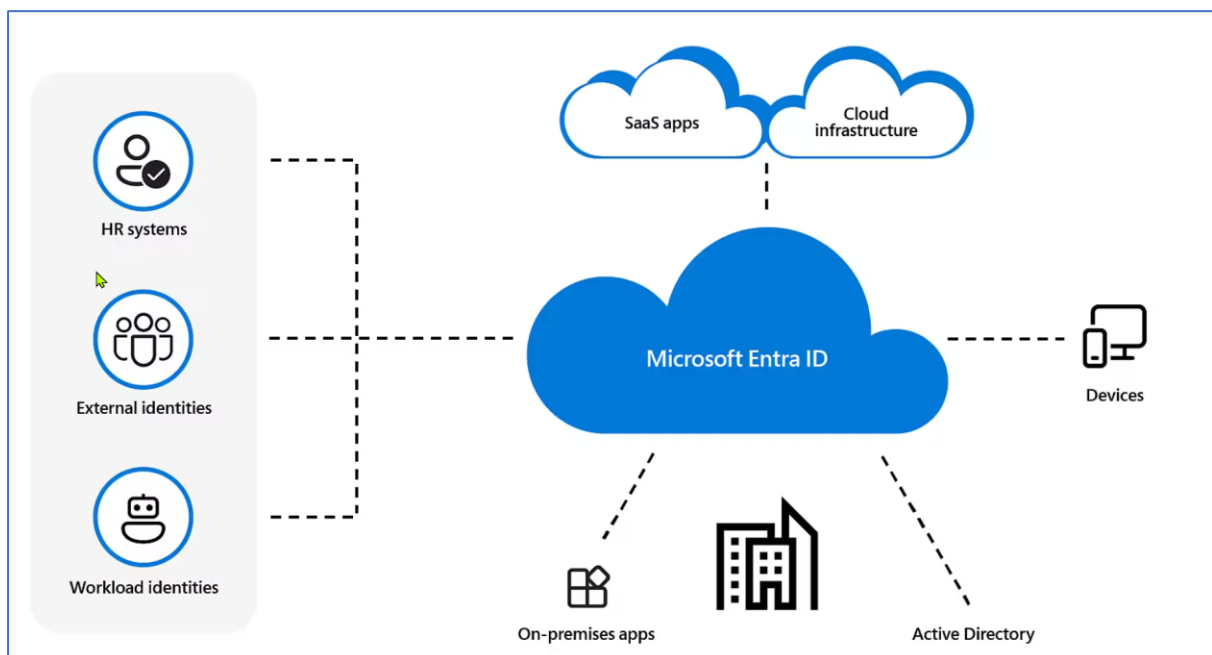 SaaS apps
Cloud
infrastructure
HR systems
Microsoft Entra ID
Devices
External identities
Workload identities
On-premises apps
Active Directory